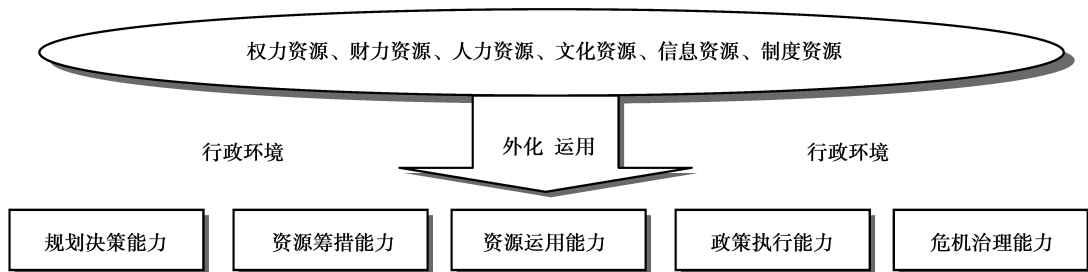 权力资源、财力资源、人力资源、文化资源、信息资源、制度资源
外化 运用
行政环境
行政环境
规划决策能力
资源筹措能力
资源运用能力
政策执行能力
危机治理能力